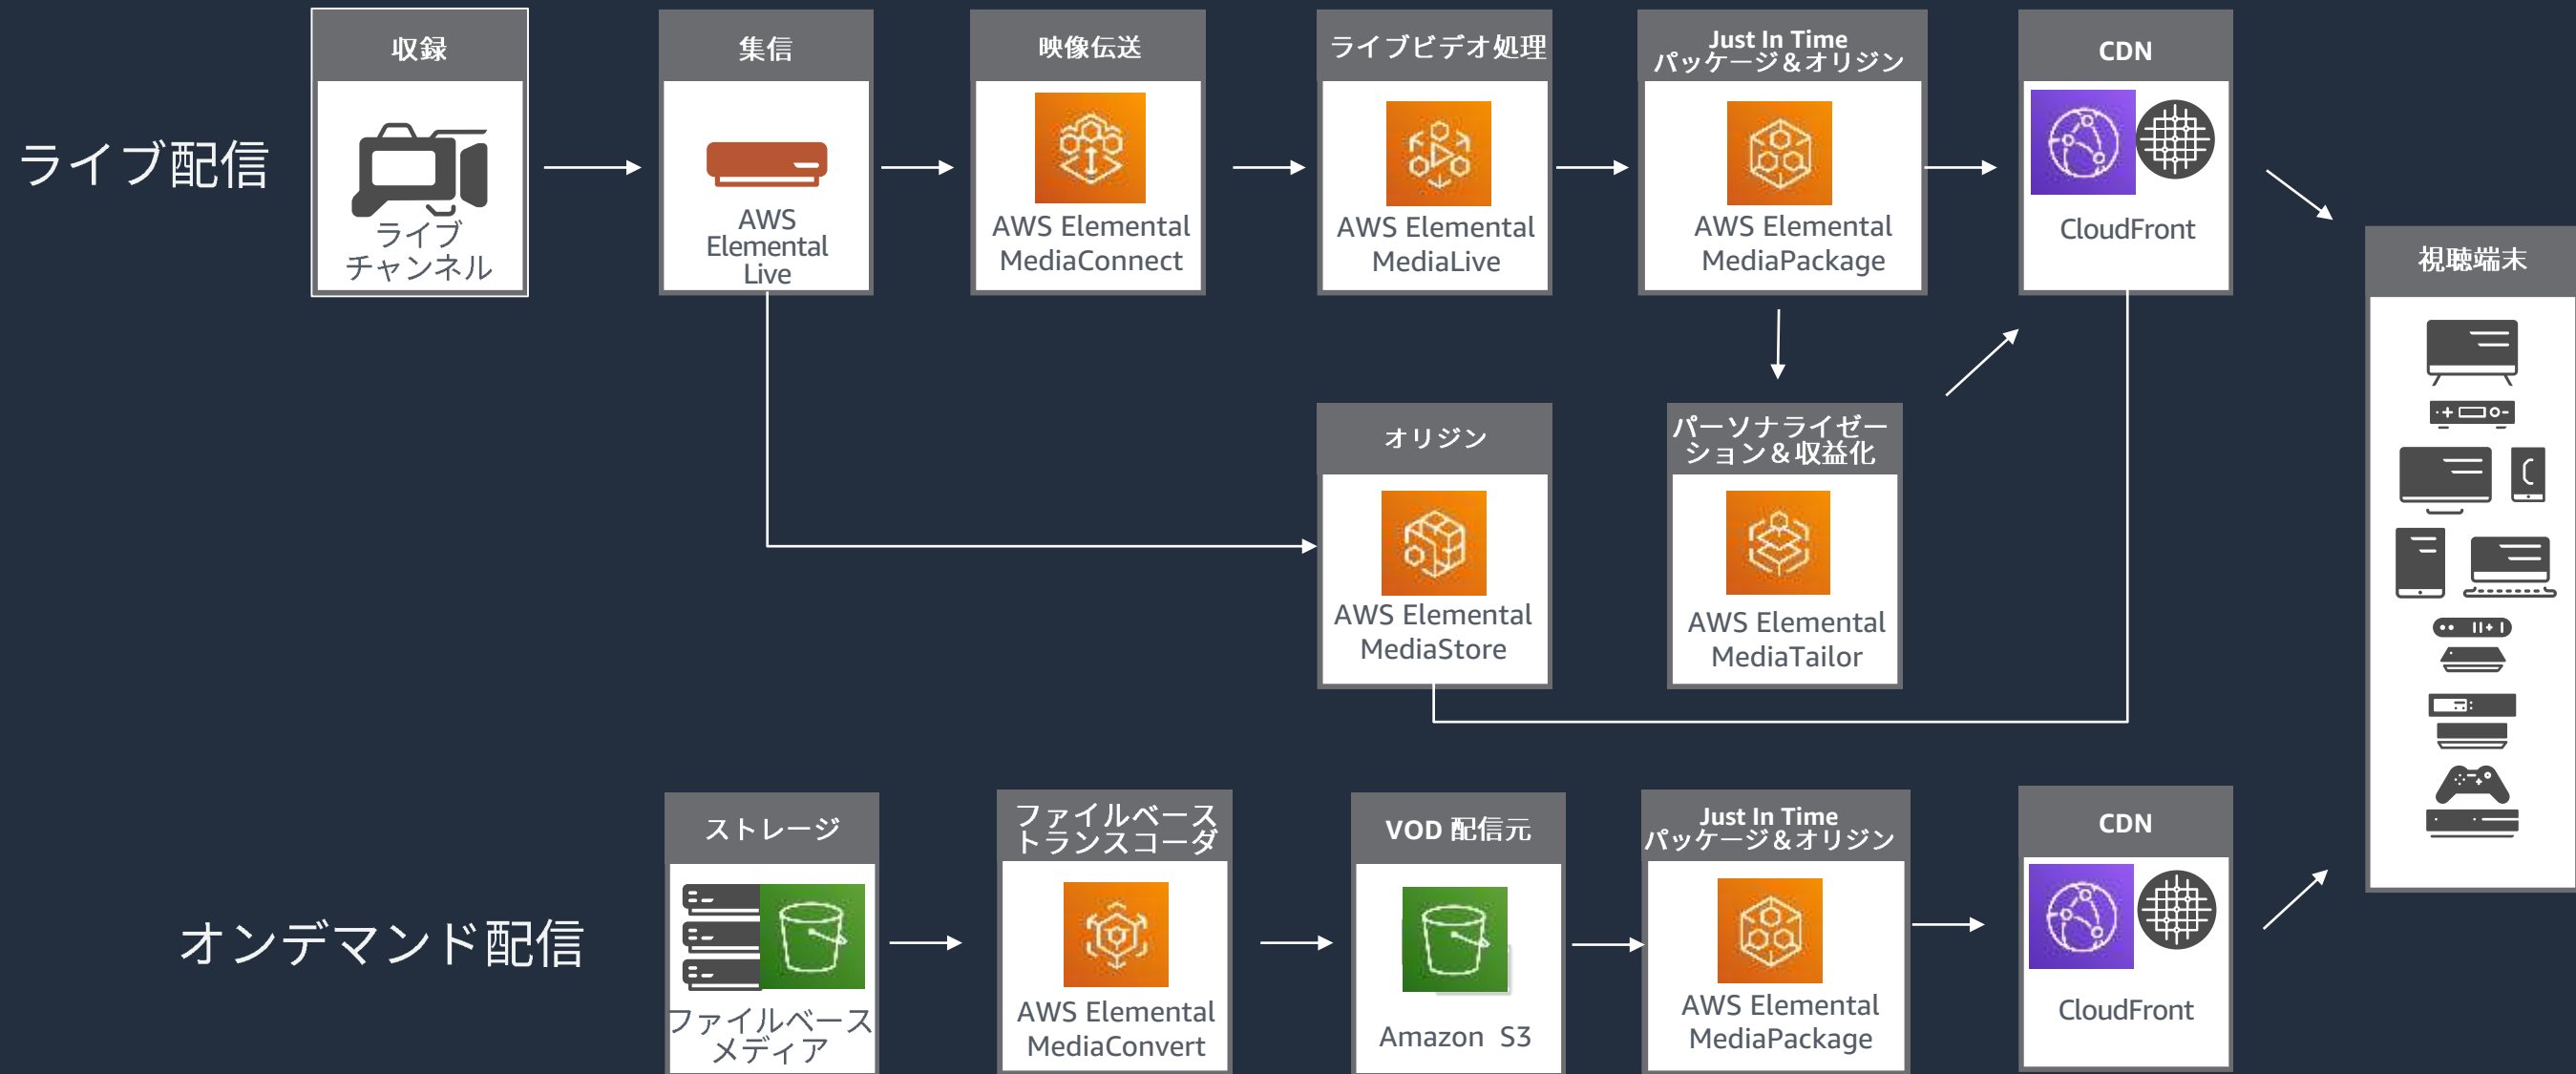 収録
集信
映像伝送
ライブビデオ処理
Just In Time
パッケージ&オリジン
CDN
ライブ配信
ライブ
チャンネル
AWS
Elemental
Live
AWS Elemental
MediaConnect
AWS Elemental
MediaLive
AWS Elemental
MediaPackage
CloudFront
視聴端末
オリジン
AWS Elemental
MediaStore
パーソナライゼー
ション&収益化
AWS Elemental
MediaTailor
オンデマンド配信
ストレージ
ファイルベース
メディア
ファイルベース
トランスコーダ
AWS Elemental
MediaConvert
VOD 配信元
Amazon S3
Just In Time
パッケージ&オリジン
AWS Elemental
MediaPackage
CDN
CloudFront